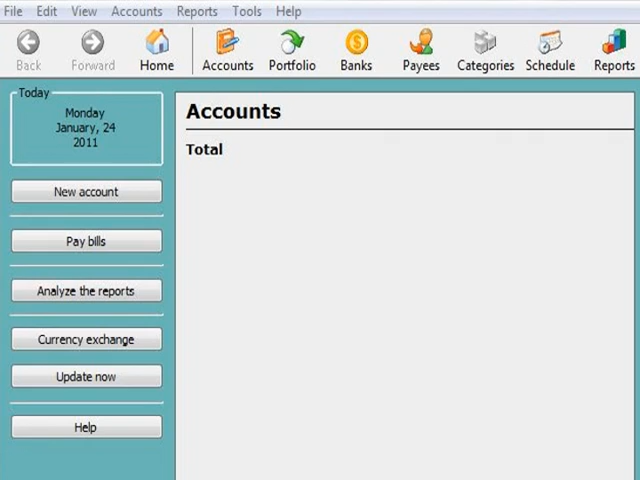 File Edit View Accounts Reports Tools Help
Back Forward Home Accounts Portfolio Banks Payees Categories Schedule Reports
Today
Monday
January, 24
2011
New account
Pay bills
Analyze the reports
Currency exchange
Update now
Help
Accounts
Total